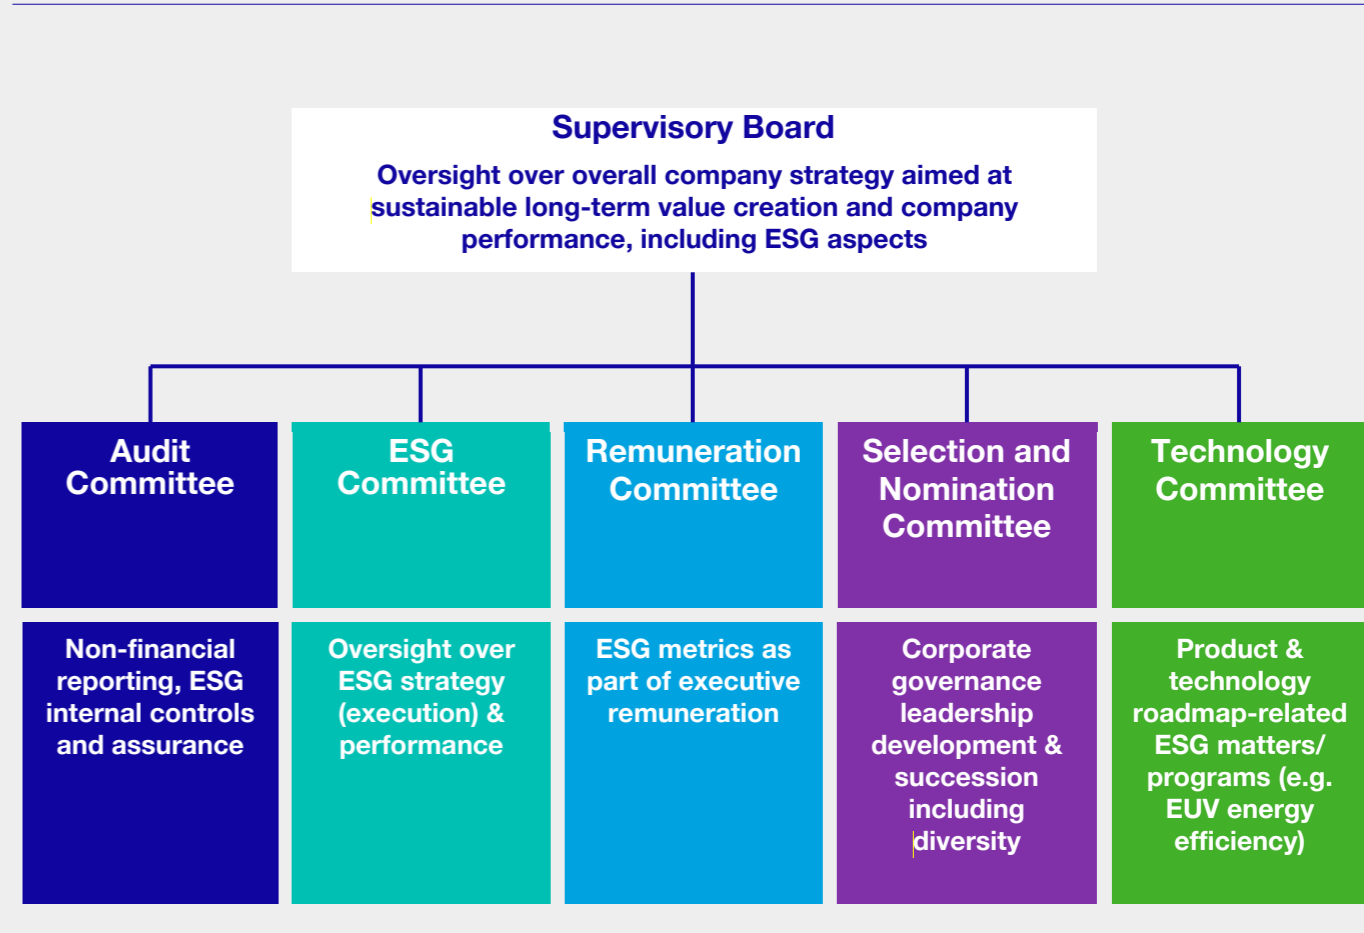 Supervisory Board
Oversight over overall company strategy aimed at
sustainable long-term value creation and company
performance, including ESG aspects
Audit
Committee
ESG
Committee
Remuneration
Committee
Selection and
Nomination
Committee
Technology
Committee
Non-financial
reporting, ESG
internal controls
and assurance
Oversight over
ESG strategy
(execution) &
performance
ESG metrics as
part of executive
remuneration
Corporate
governance
leadership
development &
succession
including
diversity
Product &
technology
roadmap-related
ESG matters/
programs (e.g.
EUV energy
efficiency)